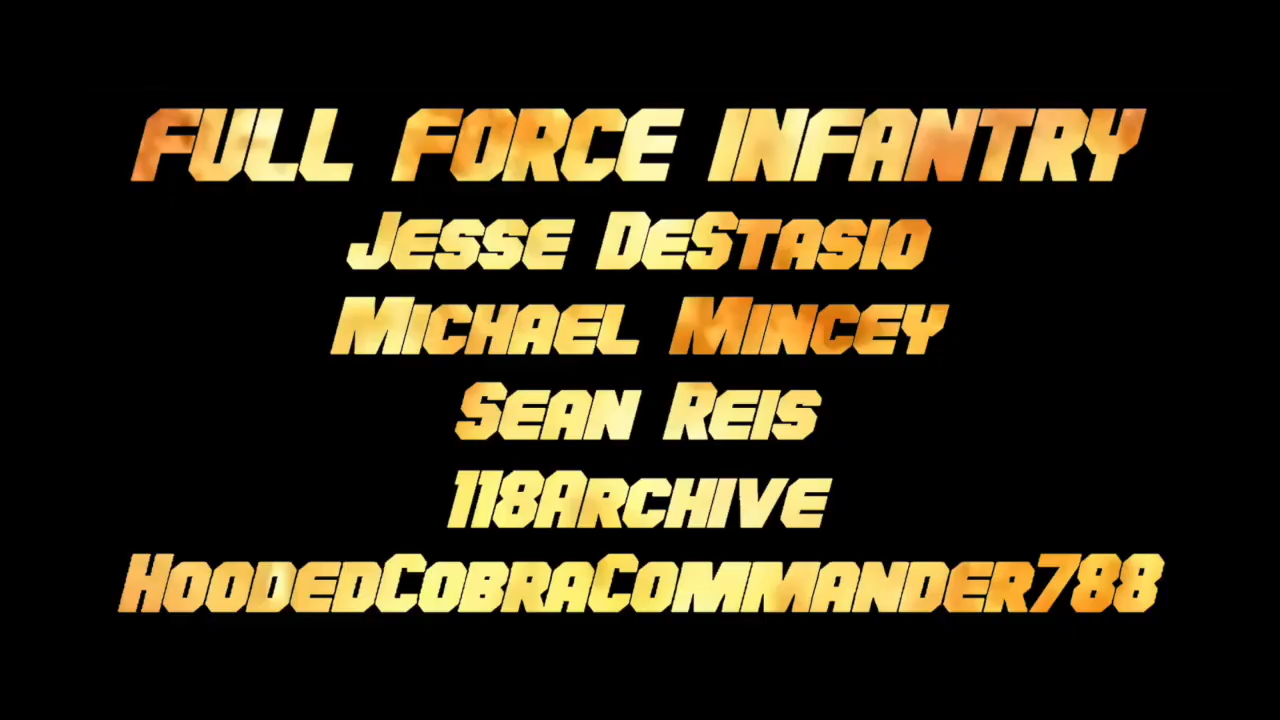 FULL FORCE INFANTRY
JESSE DESTASIO
MICHAEL MINCEY
SEAN REIS
118ARCHIVE
HOODEDCOBRACOMMANDER788